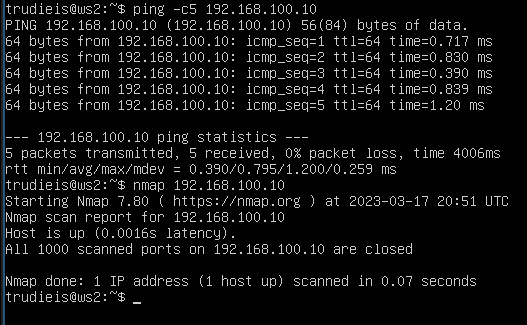 trudieis@ws2:~$ ping -c5 192.168.100.10
PING 192.168.100.10 (192.168.100.10) 56(84) bytes of data.
64 bytes from 192.168.100.10: icmp_seq=1 ttl=64 time=0.717 ms
64 bytes from 192.168.100.10: icmp_seq=2 ttl=64 time=0.830 ms
64 bytes from 192.168.100.10: icmp_seq=3 ttl=64 time=0.390 ms
64 bytes from 192.168.100.10: icmp_seq=4 ttl=64 time=0.839 ms
64 bytes from 192.168.100.10: icmp_seq=5 ttl=64 time=1.20 ms

--- 192.168.100.10 ping statistics ---
5 packets transmitted, 5 received, 0% packet loss, time 4006ms
rtt min/avg/max/mdev = 0.390/0.795/1.200/0.259 ms
trudieis@ws2:~$ nmap 192.168.100.10
Starting Nmap 7.80 ( https://nmap.org ) at 2023-03-17 20:51 UTC
Nmap scan report for 192.168.100.10
Host is up (0.0016s latency).
All 1000 scanned ports on 192.168.100.10 are closed

Nmap done: 1 IP address (1 host up) scanned in 0.07 seconds
trudieis@ws2:~$ _